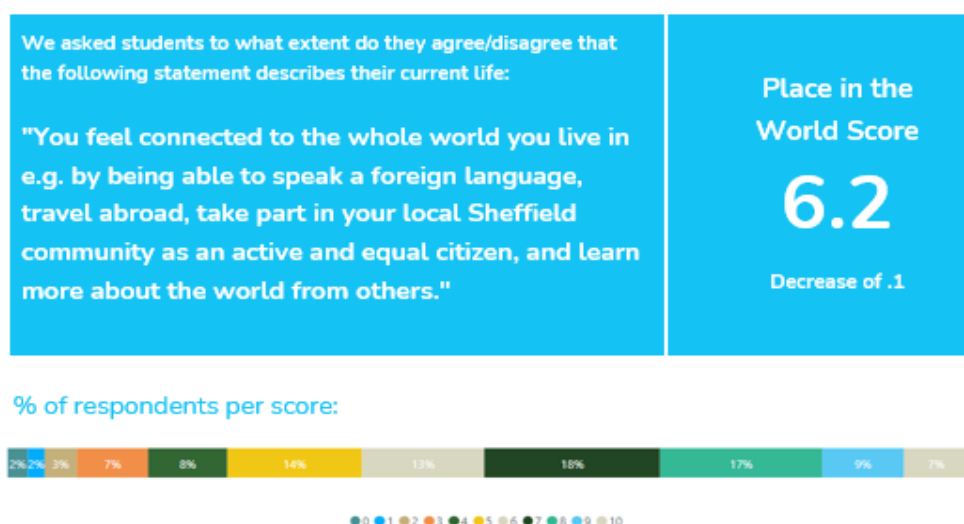 We asked students to what extent do they agree/disagree that
the following statement describes their current life:
"You feel connected to the whole world you live in
e.g. by being able to speak a foreign language,
travel abroad, take part in your local Sheffield
community as an active and equal citizen, and learn
more about the world from others."
Place in the
World Score
6.2
Decrease of .1
% of respondents per score:
2% 2% 3% 7% 8% 14% 13% 18% 17% 9% 7%
0 1 2 3 4 5 6 7 8 9 10